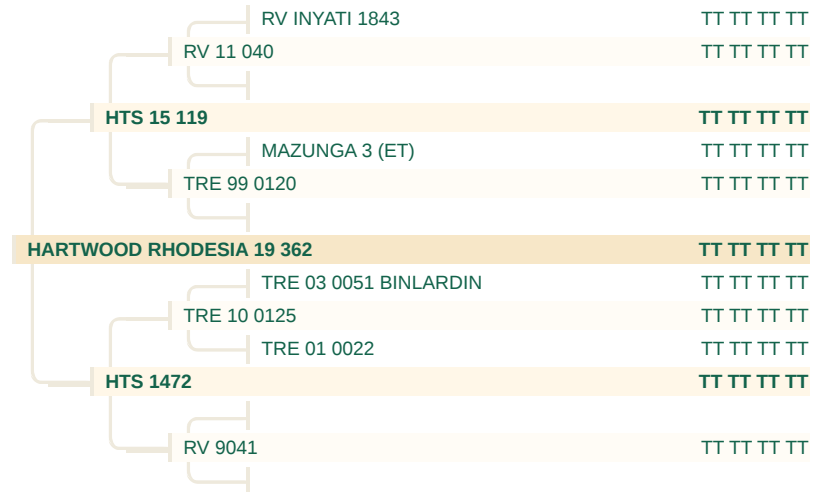 RV INYATI 1843 TT TT TT TT
RV 11 040 TT TT TT TT
HTS 15 119 TT TT TT TT
MAZUNGA 3 (ET) TT TT TT TT
TRE 99 0120 TT TT TT TT
HARTWOOD RHODESIA 19 362 TT TT TT TT
TRE 03 0051 BINLARDIN TT TT TT TT
TRE 10 0125 TT TT TT TT
TRE 01 0022 TT TT TT TT
HTS 1472 TT TT TT TT
RV 9041 TT TT TT TT